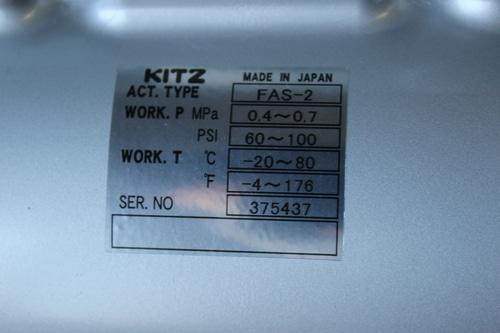 KITZ MADE IN JAPAN
ACT. TYPE FAS-2
WORK. P MPa 0.4~0.7
PSI 60~100
WORK. T °C -20~80
°F -4~176
SER. NO 375437